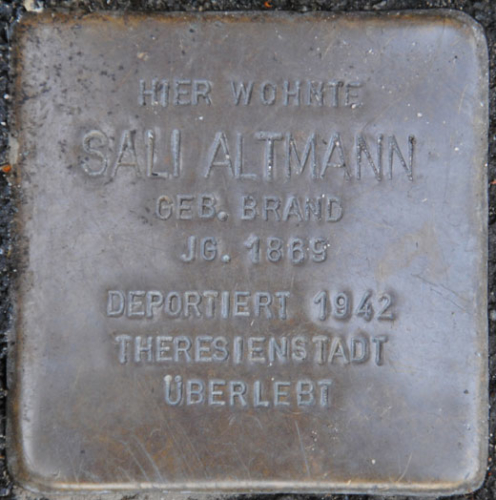 HIER WOHNTE
SALI ALTMANN
GEB. BRAND
JG. 1869
DEPORTIERT 1942
THERESIENSTADT
ÜBERLEBT